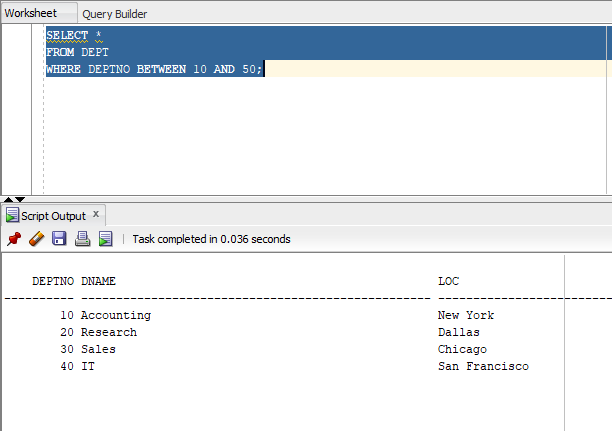 Worksheet Query Builder
SELECT *
FROM DEPT
WHERE DEPTNO BETWEEN 10 AND 50;
Script Output x
Task completed in 0.036 seconds
DEPTNO DNAME LOC
10 Accounting New York
20 Research Dallas
30 Sales Chicago
40 IT San Francisco